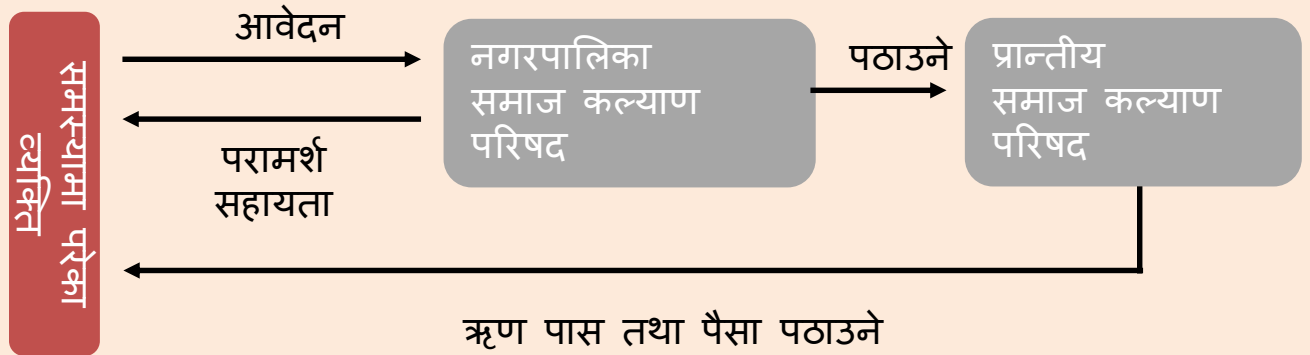 समस्यामा परेका
व्यक्ति
आवेदन
परामर्श
सहायता
नगरपालिका
समाज कल्याण
परिषद
पठाउने
प्रान्तीय
समाज कल्याण
परिषद
ऋण पास तथा पैसा पठाउने